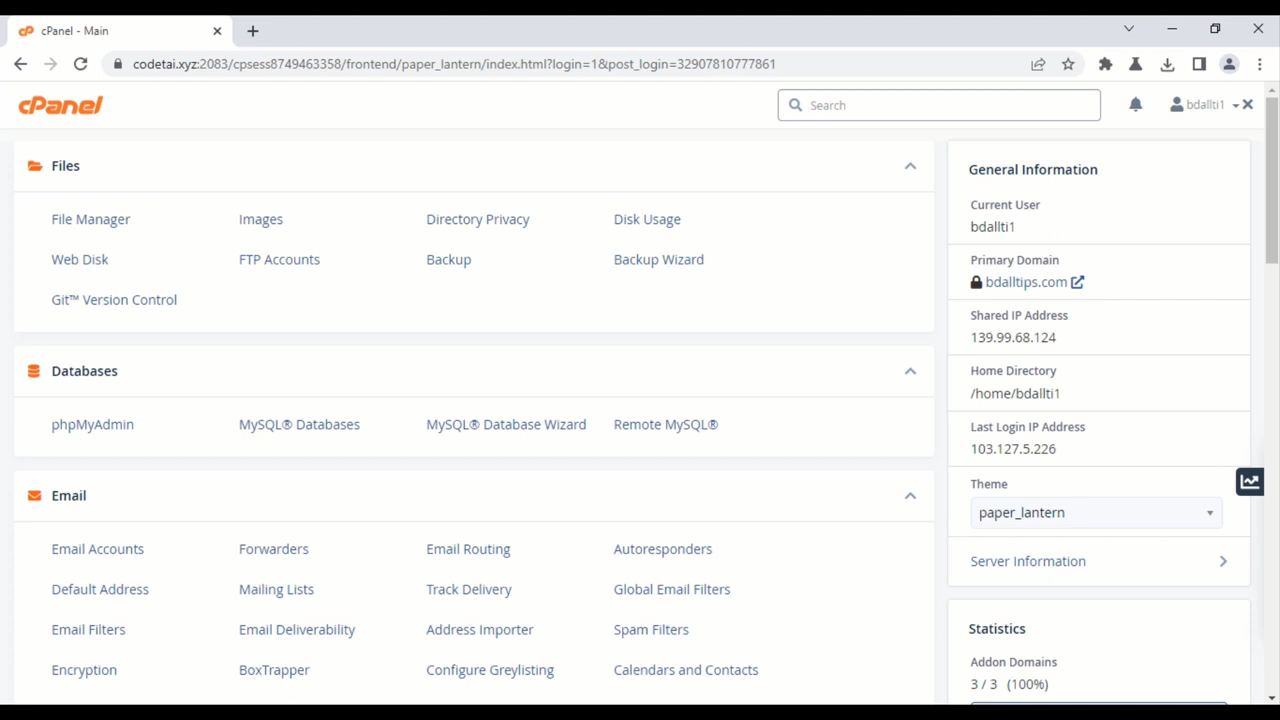 cPanel - Main
codetai.xyz:2083/cpsess8749463358/frontend/paper_lantern/index.html?login=1&post_login=32907810777861
cPanel
Search
bdallti1
Files
File Manager
Images
Directory Privacy
Disk Usage
Web Disk
FTP Accounts
Backup
Backup Wizard
Git™ Version Control
Databases
phpMyAdmin
MySQL® Databases
MySQL® Database Wizard
Remote MySQL®
Email
Email Accounts
Forwarders
Email Routing
Autoresponders
Default Address
Mailing Lists
Track Delivery
Global Email Filters
Email Filters
Email Deliverability
Address Importer
Spam Filters
Encryption
BoxTrapper
Configure Greylisting
Calendars and Contacts
General Information
Current User
bdallti1
Primary Domain
bdalltips.com
Shared IP Address
139.99.68.124
Home Directory
/home/bdallti1
Last Login IP Address
103.127.5.226
Theme
paper_lantern
Server Information
Statistics
Addon Domains
3 / 3 (100%)